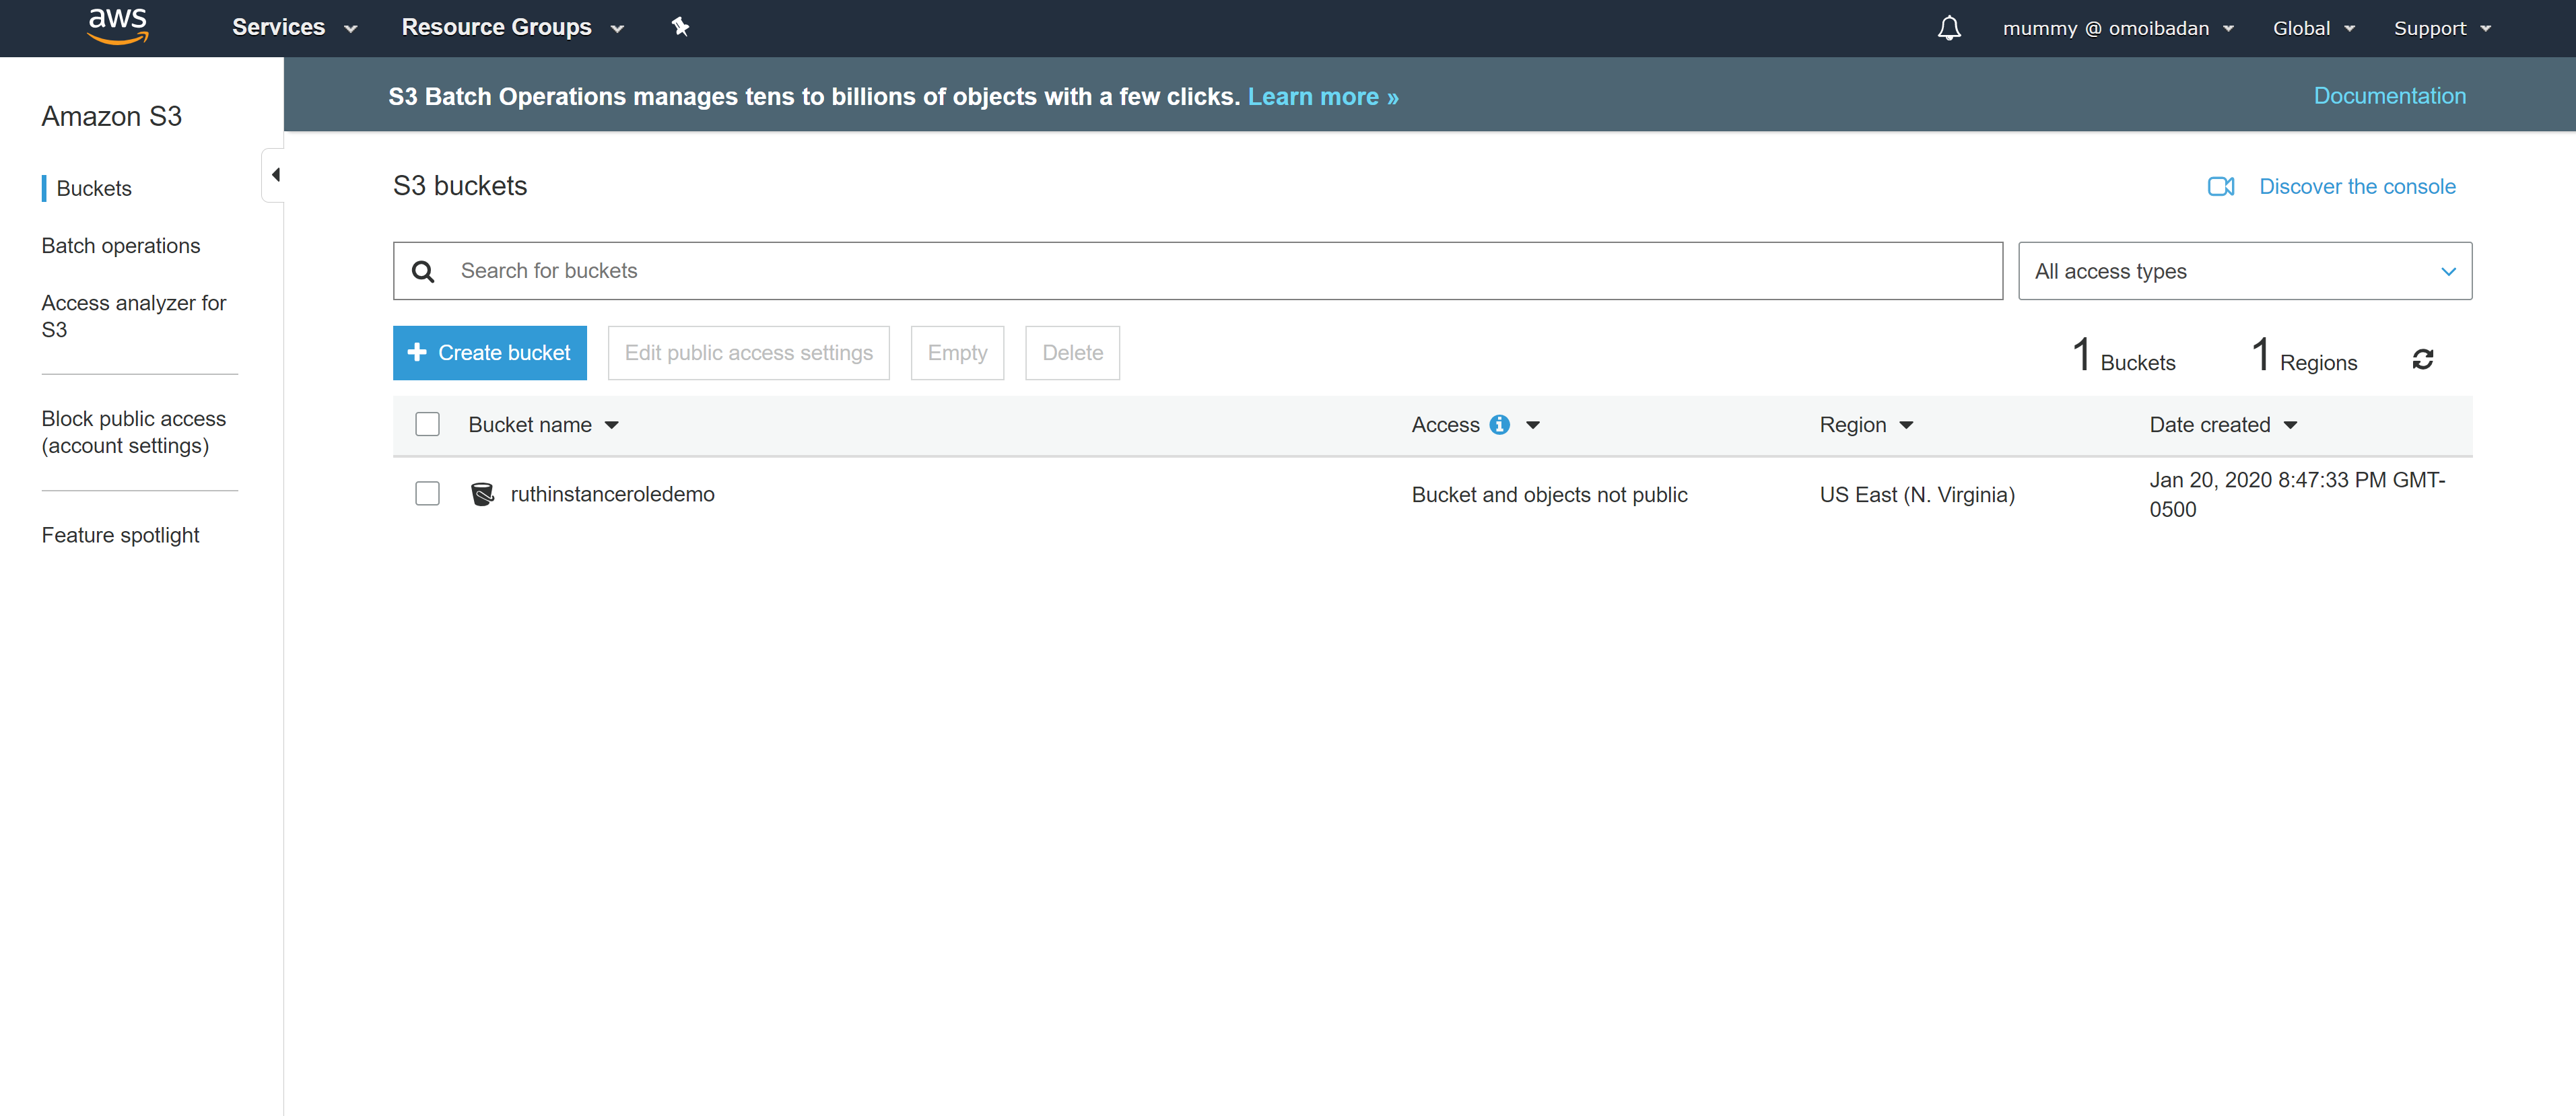 aws
Services
Resource Groups
mummy @ omoibadan
Global
Support
Amazon S3
Buckets
Batch operations
Access analyzer for
S3
Block public access
(account settings)
Feature spotlight
S3 Batch Operations manages tens to billions of objects with a few clicks. Learn more »
Documentation
S3 buckets
Discover the console
Search for buckets
All access types
Create bucket
Edit public access settings
Empty
Delete
1 Buckets
1 Regions
Bucket name
Access
Region
Date created
ruthinstanceroledemo
Bucket and objects not public
US East (N. Virginia)
Jan 20, 2020 8:47:33 PM GMT-
0500